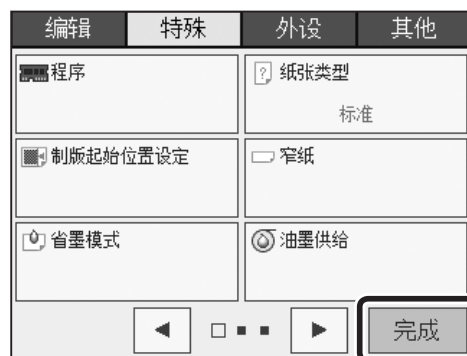 编辑 特殊 外设 其他
程序 纸张类型
标准
制版起始位置设定 窄纸
省墨模式 油墨供给
完成